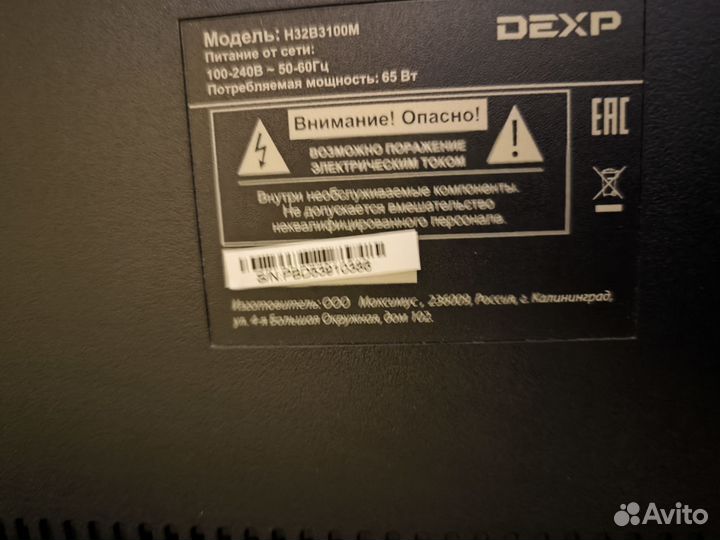 Модель: H32B3100M
DEXP
Питание от сети:
100-240В ~ 50-60Гц
Потребляемая мощность: 65 Вт
Внимание! Опасно!
ВОЗМОЖНО ПОРАЖЕНИЕ
ЭЛЕКТРИЧЕСКИМ ТОКОМ
EAC
Внутри необслуживаемые компоненты.
Не допускается вмешательство
неквалифицированного персонала.
Изготовитель: ООО Максимус, 236009, Россия, г. Калининград,
ул. 4-я Большая Окружная, дом 102.
Avito